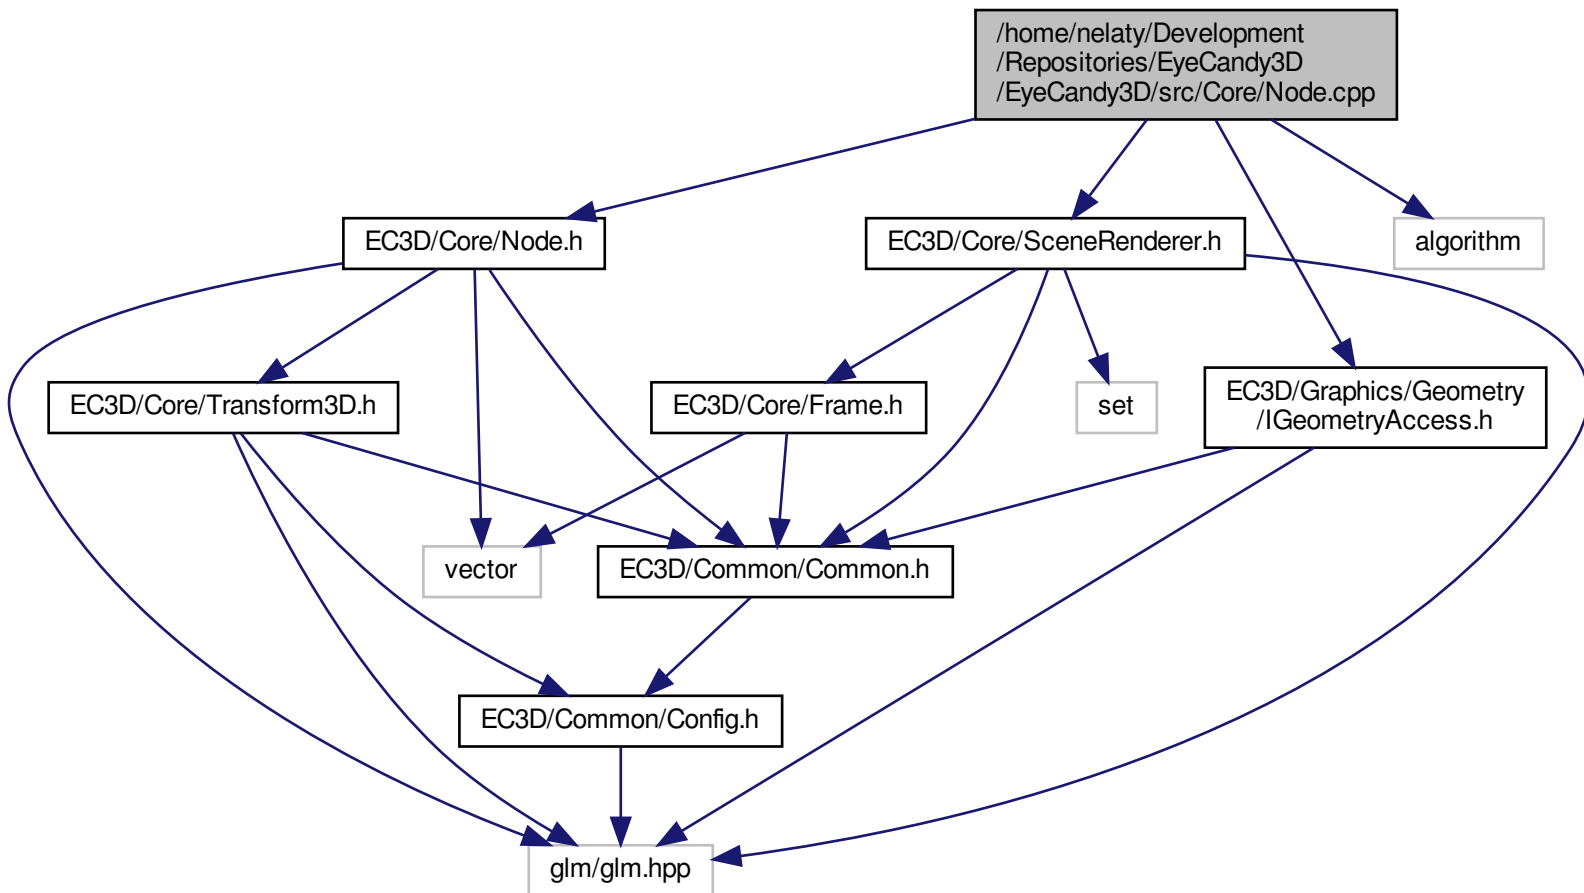 /home/nelaty/Development
/Repositories/EyeCandy3D
/EyeCandy3D/src/Core/Node.cpp
EC3D/Core/Node.h
EC3D/Core/SceneRenderer.h
algorithm
EC3D/Core/Transform3D.h
EC3D/Core/Frame.h
set
EC3D/Graphics/Geometry
/IGeometryAccess.h
vector
EC3D/Common/Common.h
EC3D/Common/Config.h
glm/glm.hpp